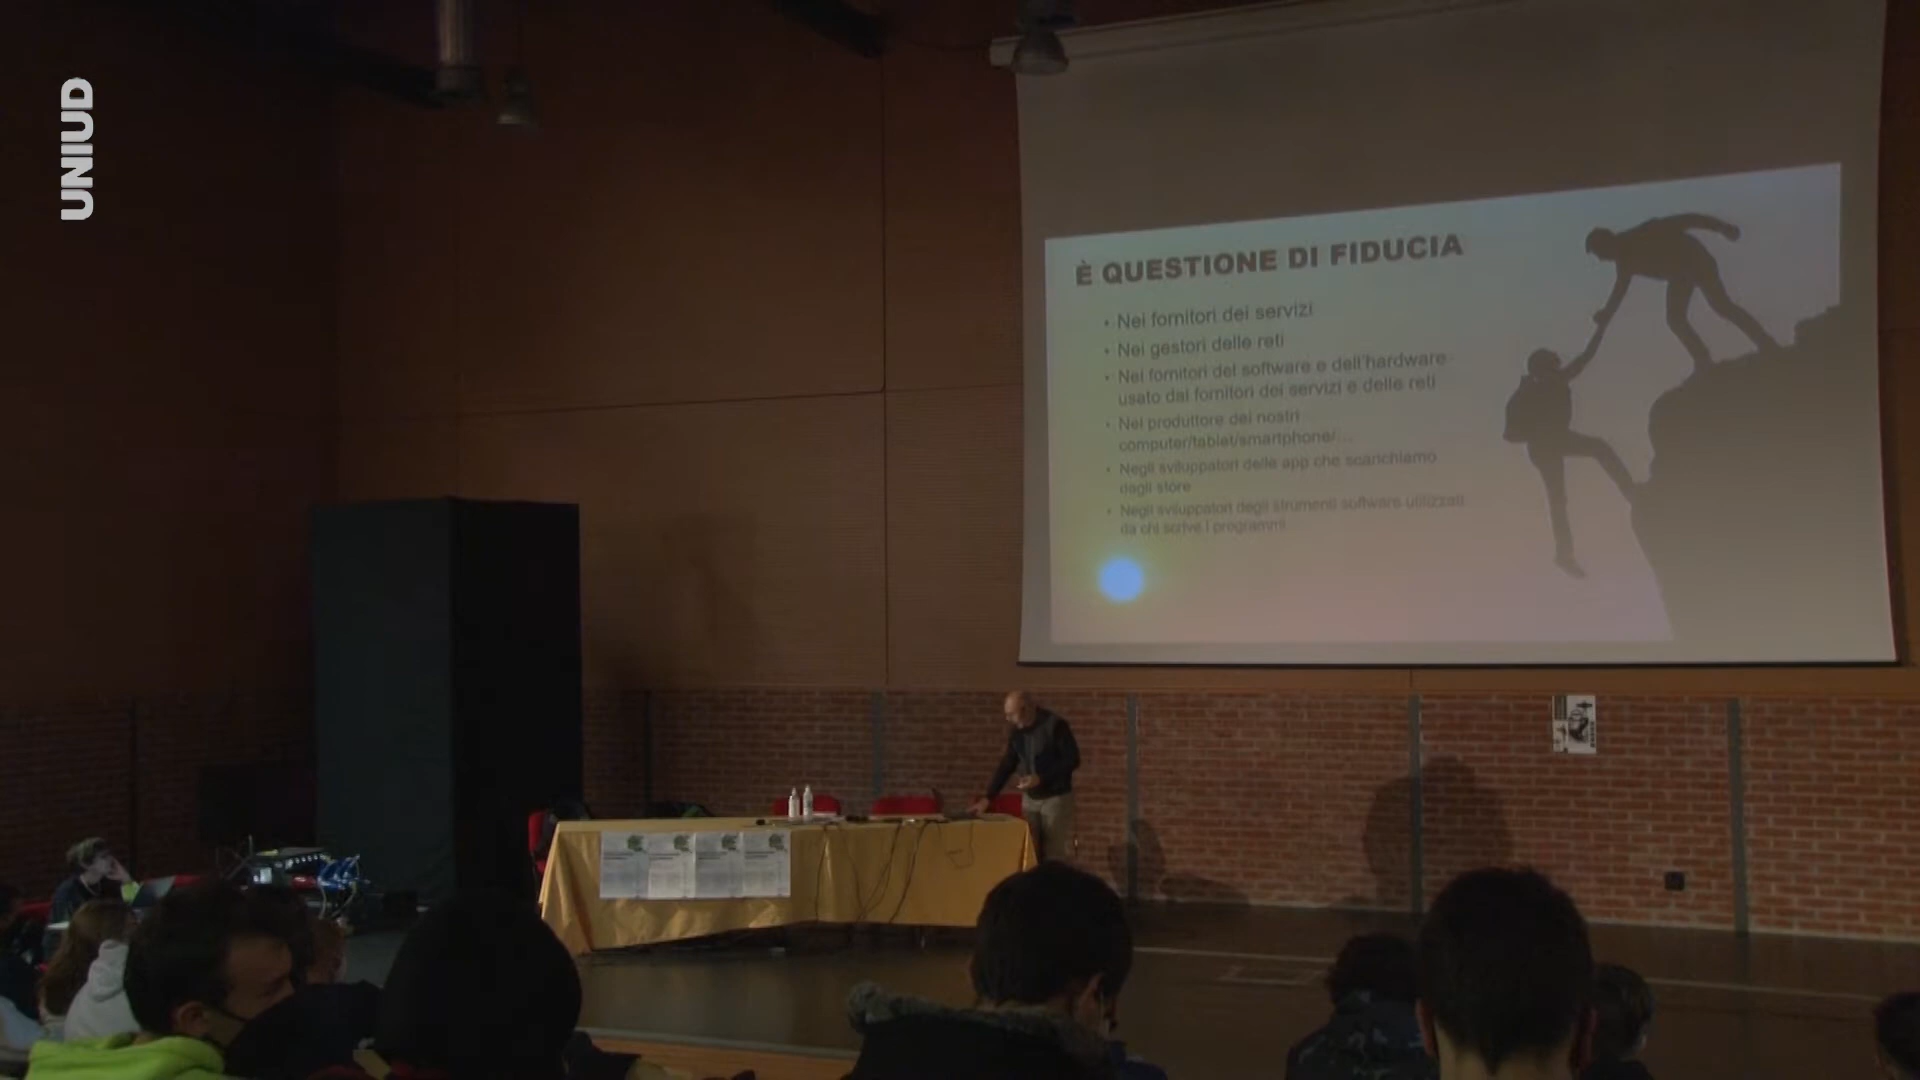 UNIUD
È QUESTIONE DI FIDUCIA
• Nei fornitori dei servizi
• Nei gestori delle reti
• Nei fornitori del software e dell'hardware
usato dai fornitori dei servizi e delle reti
• Nel produttore dei nostri
computer/tablet/smartphone/...
• Negli sviluppatori delle app che scarichiamo
dagli store
• Negli sviluppatori degli strumenti software utilizzati
da chi scrive i programmi